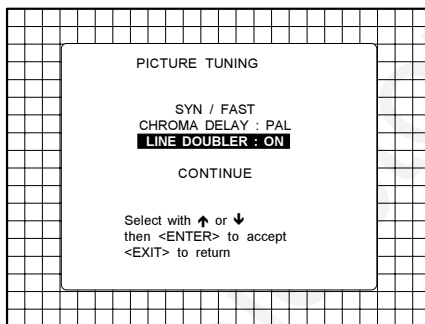 PICTURE TUNING
SYN / FAST
CHROMA DELAY : PAL
LINE DOUBLER : ON
CONTINUE
Select with ↑ or ↓
then <ENTER> to accept
<EXIT> to return